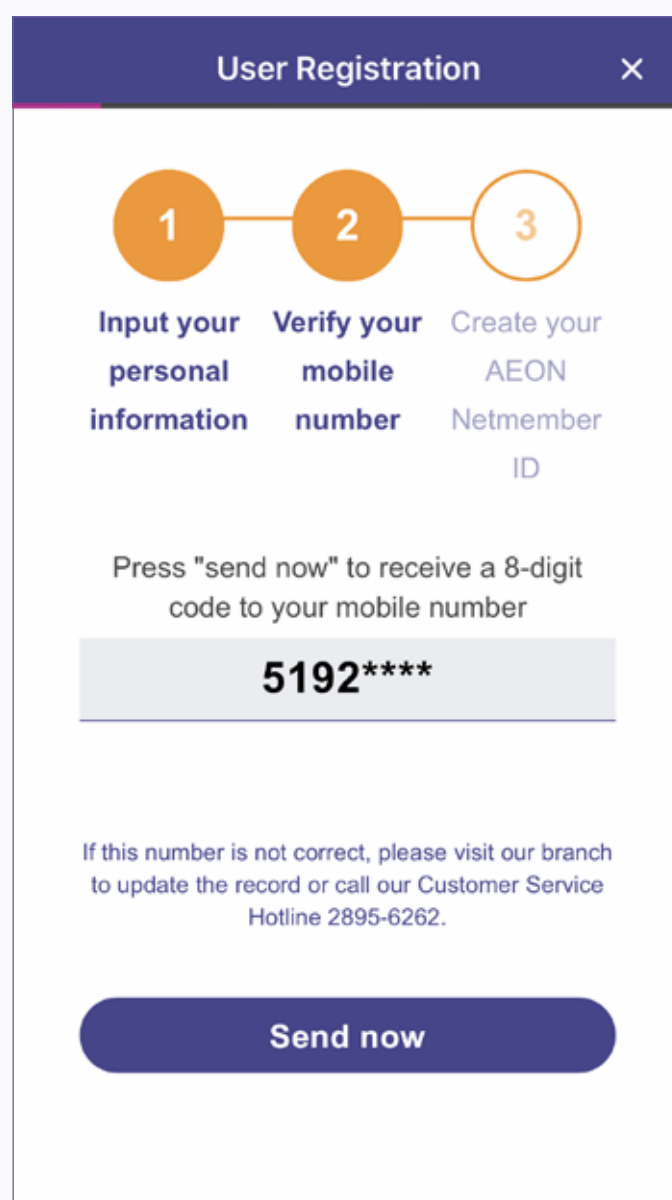 User Registration ×
1 2 3
Input your personal information
Verify your mobile number
Create your AEON Netmember ID
Press "send now" to receive a 8-digit
code to your mobile number
5192****
If this number is not correct, please visit our branch
to update the record or call our Customer Service
Hotline 2895-6262.
Send now